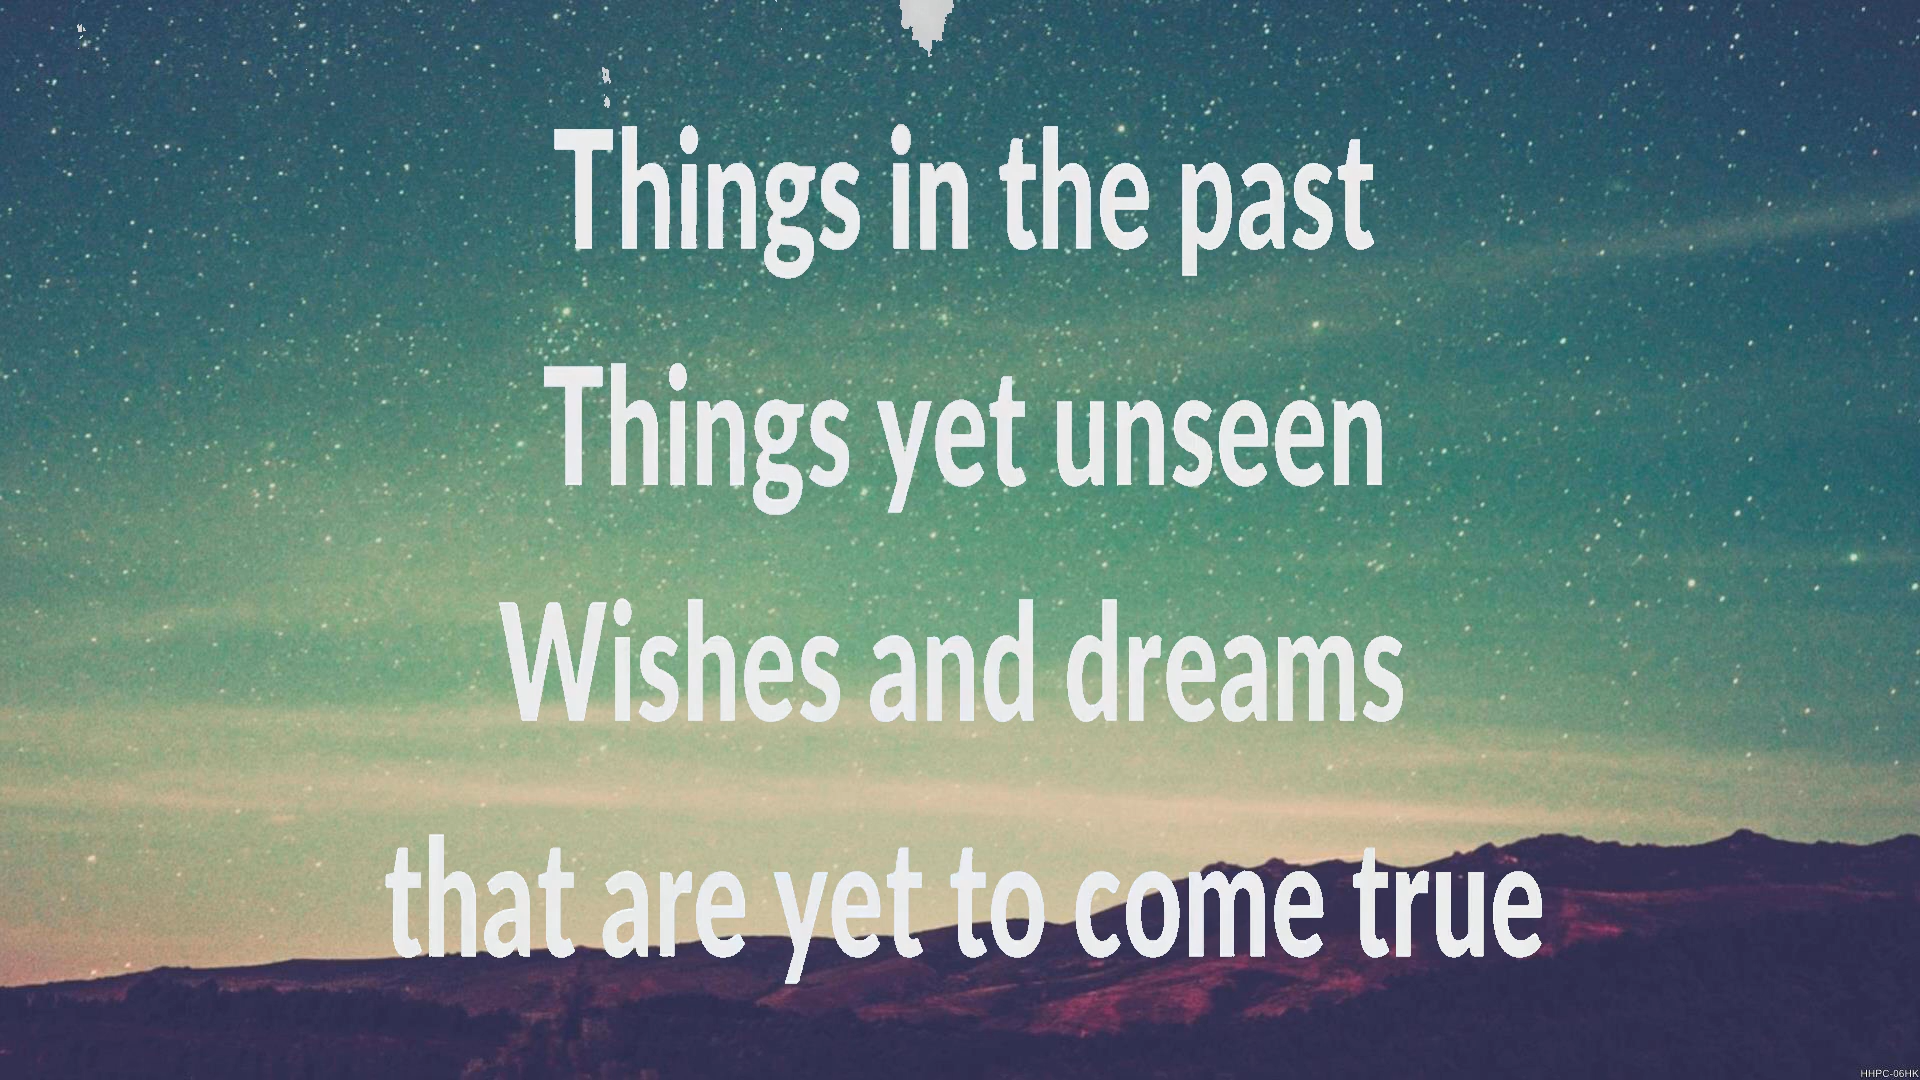 Things in the past
Things yet unseen
Wishes and dreams
that are yet to come true
HHPC-06HK